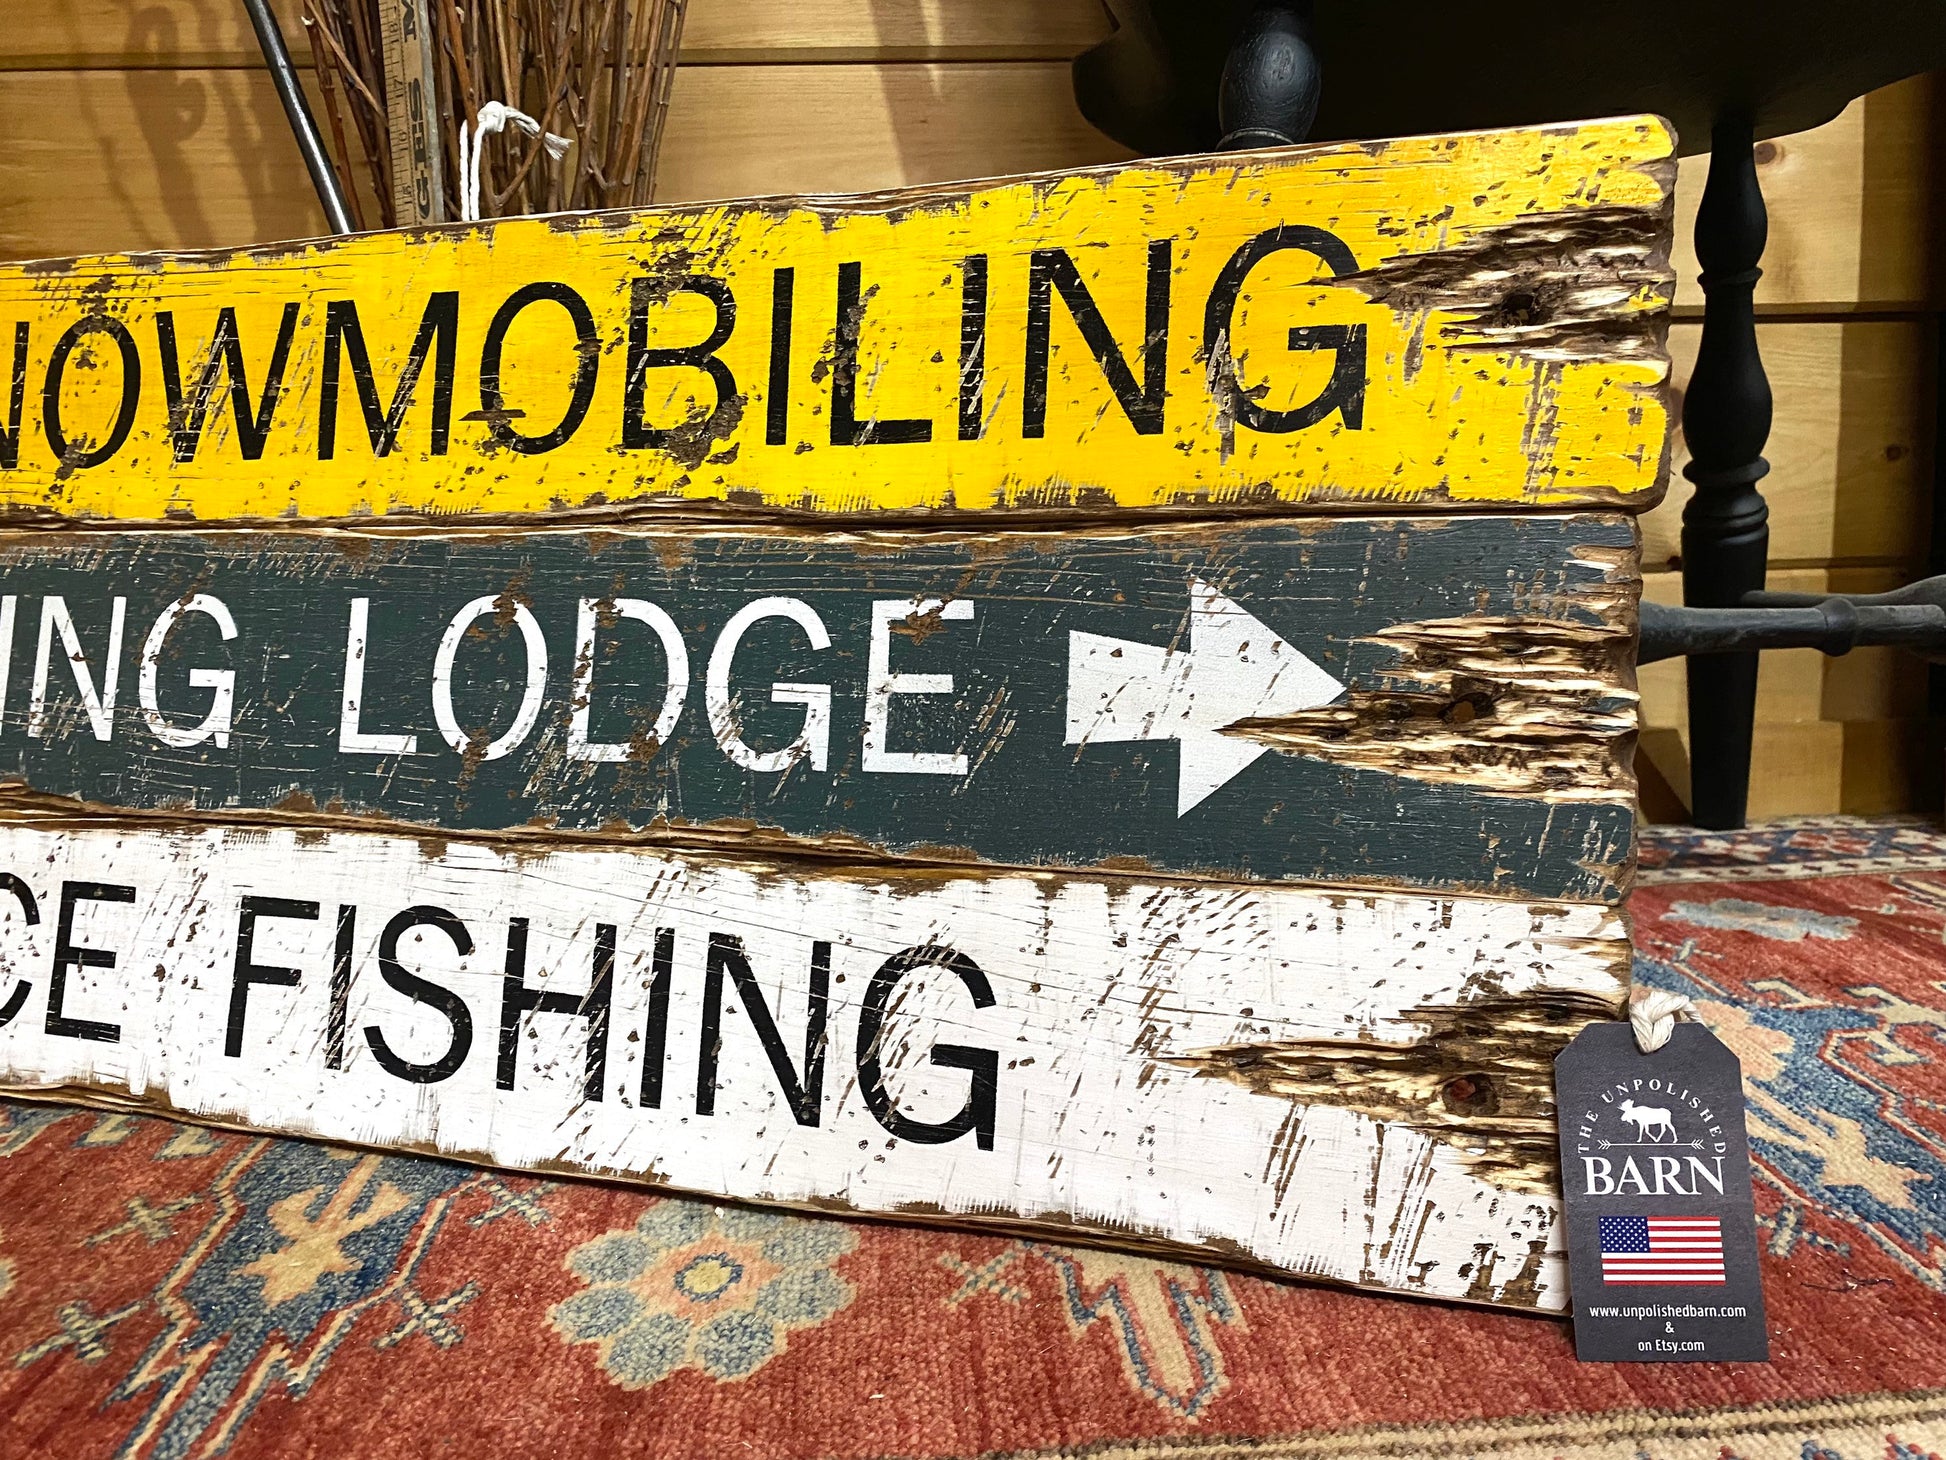 NOWMOBILING
ING LODGE
CE FISHING
THE UNPOLISHED
BARN
www.unpolishedbarn.com
&
on Etsy.com